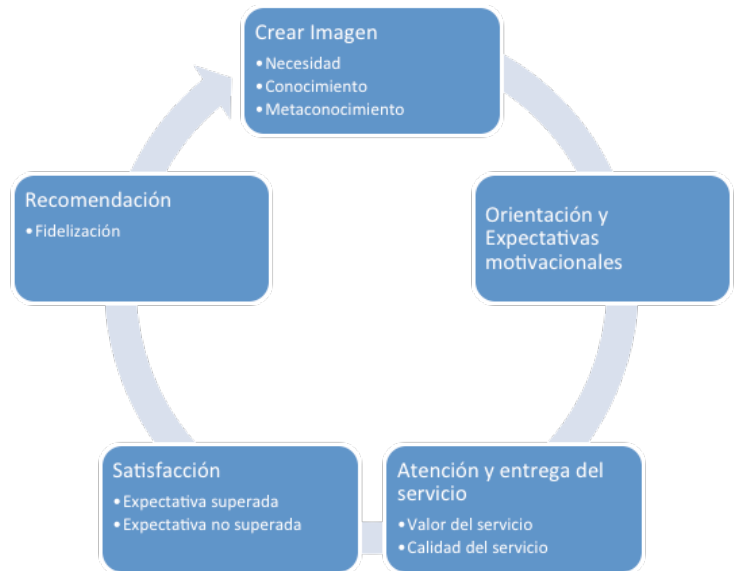 Crear Imagen
• Necesidad
• Conocimiento
• Metaconocimiento
Orientación y
Expectativas
motivacionales
Atención y entrega del
servicio
• Valor del servicio
• Calidad del servicio
Satisfacción
• Expectativa superada
• Expectativa no superada
Recomendación
• Fidelización